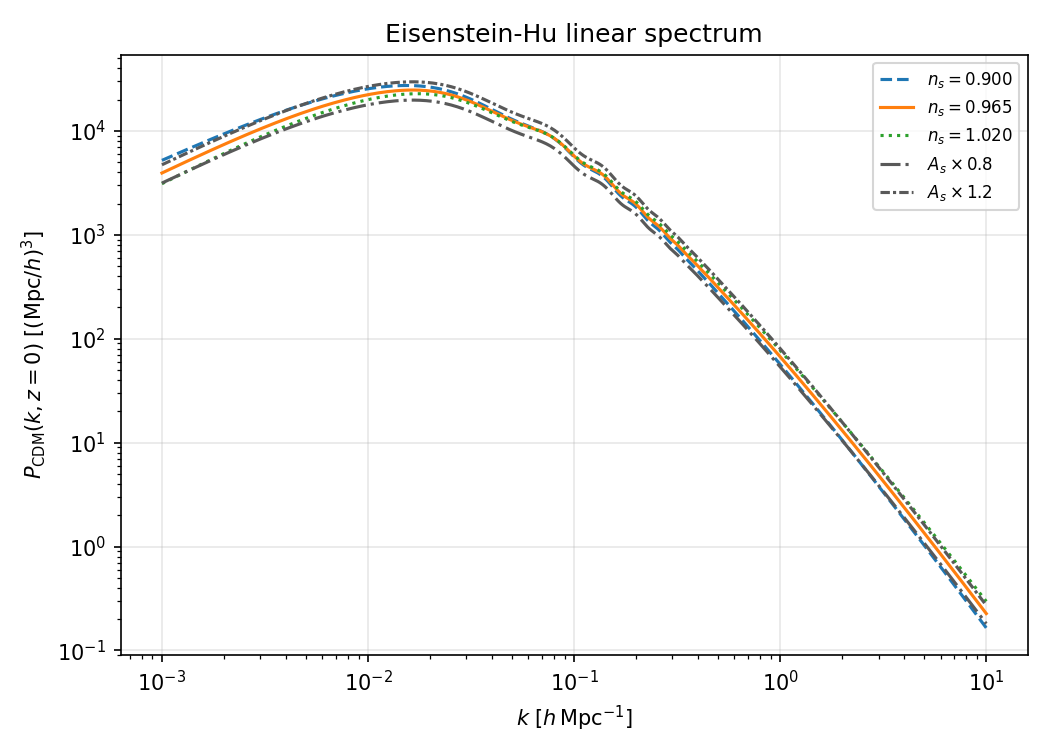 Eisenstein-Hu linear spectrum
n_s = 0.900
n_s = 0.965
n_s = 1.020
A_s × 0.8
A_s × 1.2
P_CDM(k, z = 0) [(Mpc/h)^3]
10^4
10^3
10^2
10^1
10^0
10^−1
10^−3
10^−2
10^−1
10^0
10^1
k [h Mpc^−1]